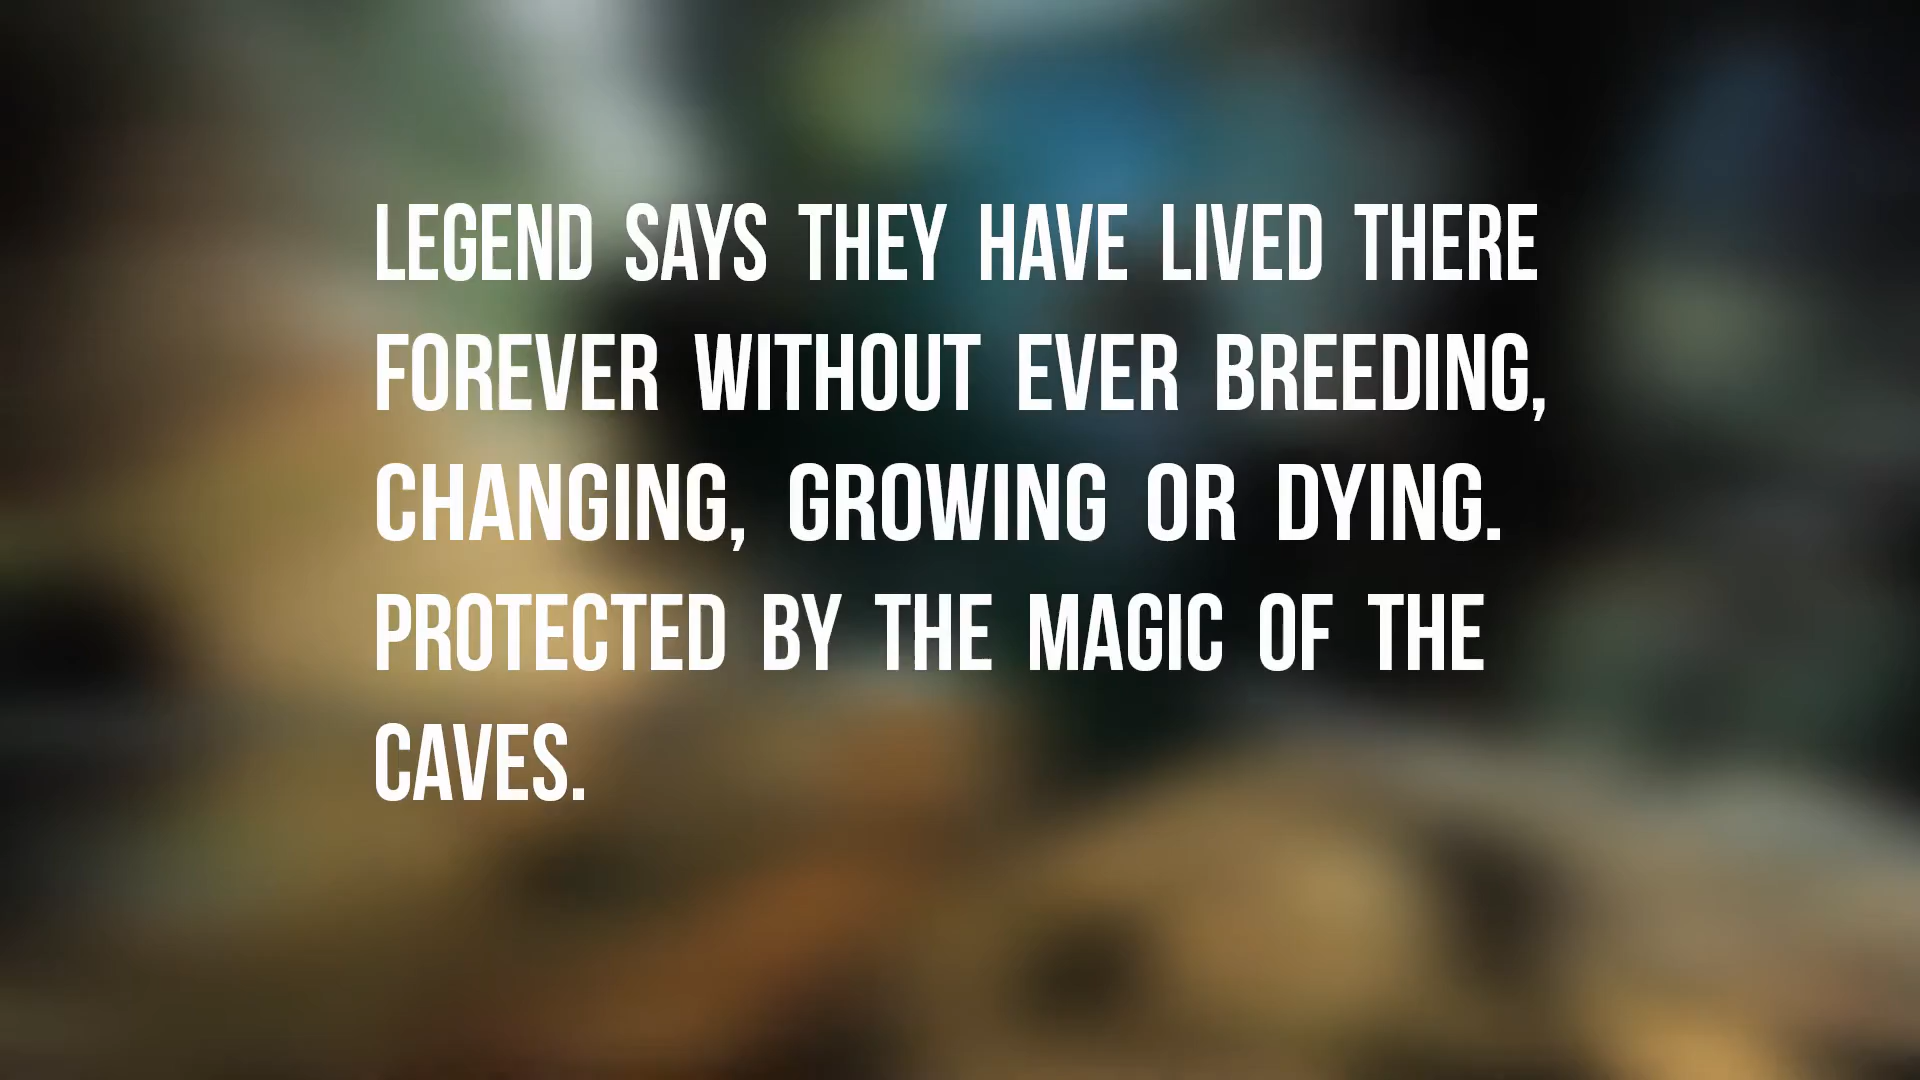 LEGEND SAYS THEY HAVE LIVED THERE
FOREVER WITHOUT EVER BREEDING,
CHANGING, GROWING OR DYING.
PROTECTED BY THE MAGIC OF THE
CAVES.